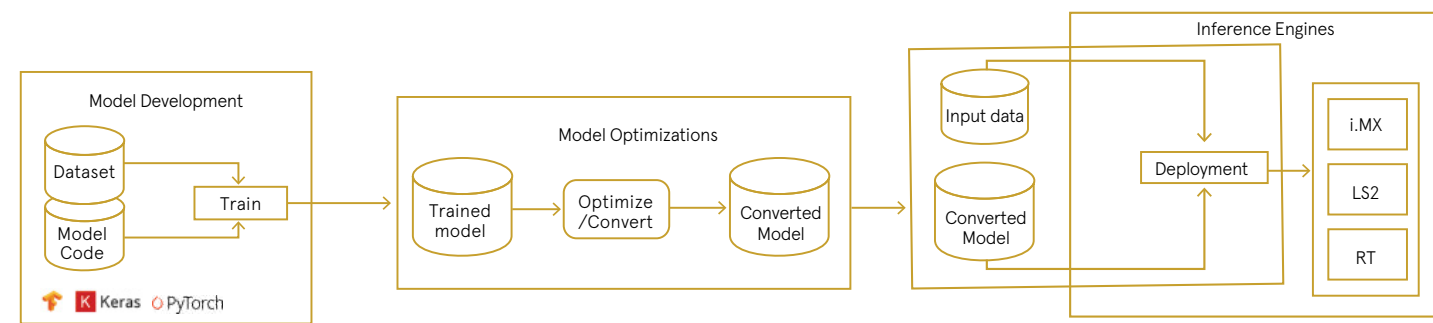 Model Development
Dataset
Model
Code
Train
K Keras
PyTorch
Model Optimizations
Trained
model
Optimize
/Convert
Converted
Model
Inference Engines
Input data
Converted
Model
Deployment
i.MX
LS2
RT